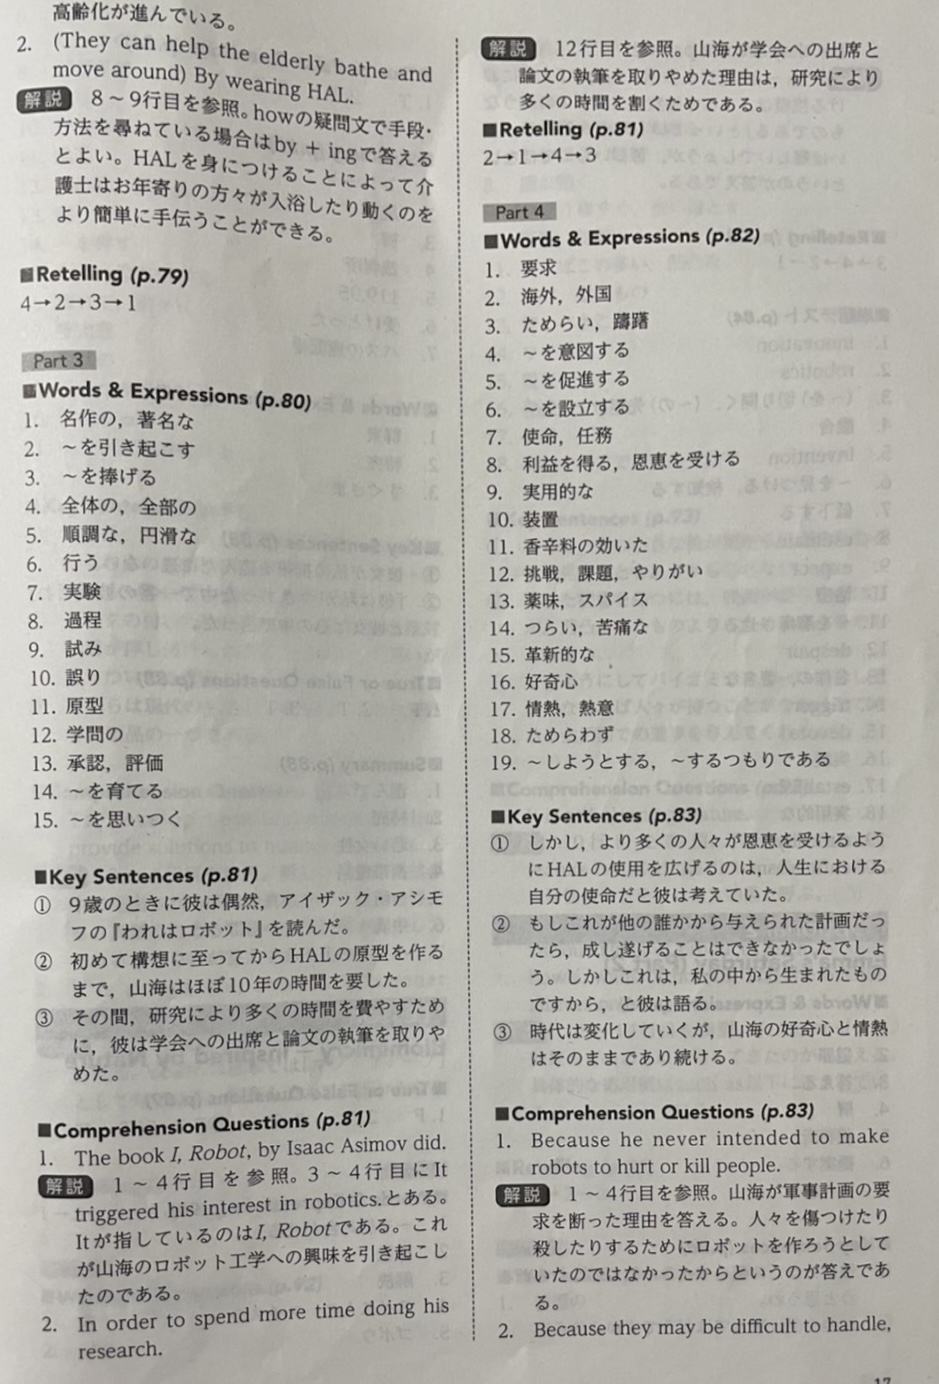 高齢化が進んでいる。
2. (They can help the elderly bathe and
move around) By wearing HAL.
解説 8～9行目を参照。howの疑問文で手段・
方法を尋ねている場合はby + ingで答える
とよい。HALを身につけることによって介
護士はお年寄りの方々が入浴したり動くのを
より簡単に手伝うことができる。
■Retelling (p.79)
4→2→3→1
Part 3
■Words & Expressions (p.80)
1. 名作の，著名な
2. ～を引き起こす
3. ～を捧げる
4. 全体の，全部の
5. 順調な，円滑な
6. 行う
7. 実験
8. 過程
9. 試み
10. 誤り
11. 原型
12. 学問の
13. 承認，評価
14. ～を育てる
15. ～を思いつく
■Key Sentences (p.81)
① 9歳のときに彼は偶然，アイザック・アシモ
フの『われはロボット』を読んだ。
② 初めて構想に至ってからHALの原型を作る
まで，山海はほぼ10年の時間を要した。
③ その間，研究により多くの時間を費やすため
に，彼は学会への出席と論文の執筆を取りや
めた。
■Comprehension Questions (p.81)
1. The book I, Robot, by Isaac Asimov did.
解説 1～4行目を参照。3～4行目にIt
triggered his interest in robotics.とある。
Itが指しているのはI, Robotである。これ
が山海のロボット工学への興味を引き起こし
たのである。
2. In order to spend more time doing his
research.
解説 12行目を参照。山海が学会への出席と
論文の執筆を取りやめた理由は，研究により
多くの時間を割くためである。
■Retelling (p.81)
2→1→4→3
Part 4
■Words & Expressions (p.82)
1. 要求
2. 海外，外国
3. ためらい，躊躇
4. ～を意図する
5. ～を促進する
6. ～を設立する
7. 使命，任務
8. 利益を得る，恩恵を受ける
9. 実用的な
10. 装置
11. 香辛料の効いた
12. 挑戦，課題，やりがい
13. 薬味，スパイス
14. つらい，苦痛な
15. 革新的な
16. 好奇心
17. 情熱，熱意
18. ためらわず
19. ～しようとする，～するつもりである
■Key Sentences (p.83)
① しかし，より多くの人々が恩恵を受けるよう
にHALの使用を広げるのは，人生における
自分の使命だと彼は考えていた。
② もしこれが他の誰かから与えられた計画だっ
たら，成し遂げることはできなかったでしょ
う。しかしこれは，私の中から生まれたもの
ですから，と彼は語る。
③ 時代は変化していくが，山海の好奇心と情熱
はそのままであり続ける。
■Comprehension Questions (p.83)
1. Because he never intended to make
robots to hurt or kill people.
解説 1～4行目を参照。山海が軍事計画の要
求を断った理由を答える。人々を傷つけたり
殺したりするためにロボットを作ろうとして
いたのではなかったからというのが答えであ
る。
2. Because they may be difficult to handle,
17